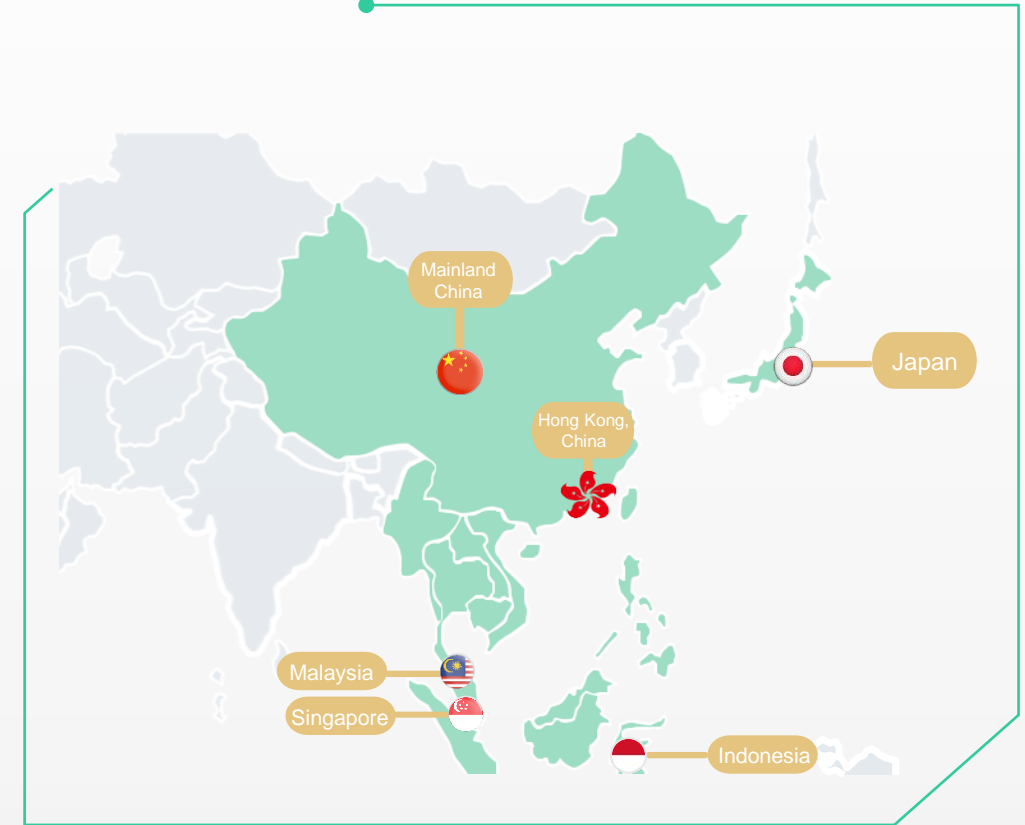 Mainland
China
Japan
Hong Kong,
China
Malaysia
Singapore
Indonesia